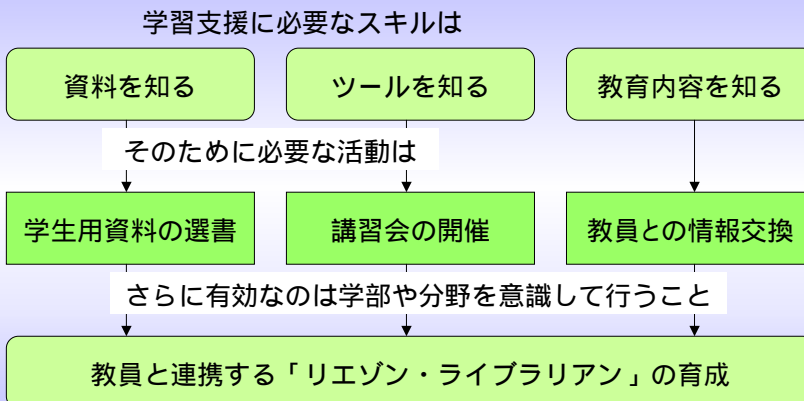 学習支援に必要なスキルは
資料を知る
ツールを知る
教育内容を知る
そのために必要な活動は
学生用資料の選書
講習会の開催
教員との情報交換
さらに有効なのは学部や分野を意識して行うこと
教員と連携する「リエゾン・ライブラリアン」の育成